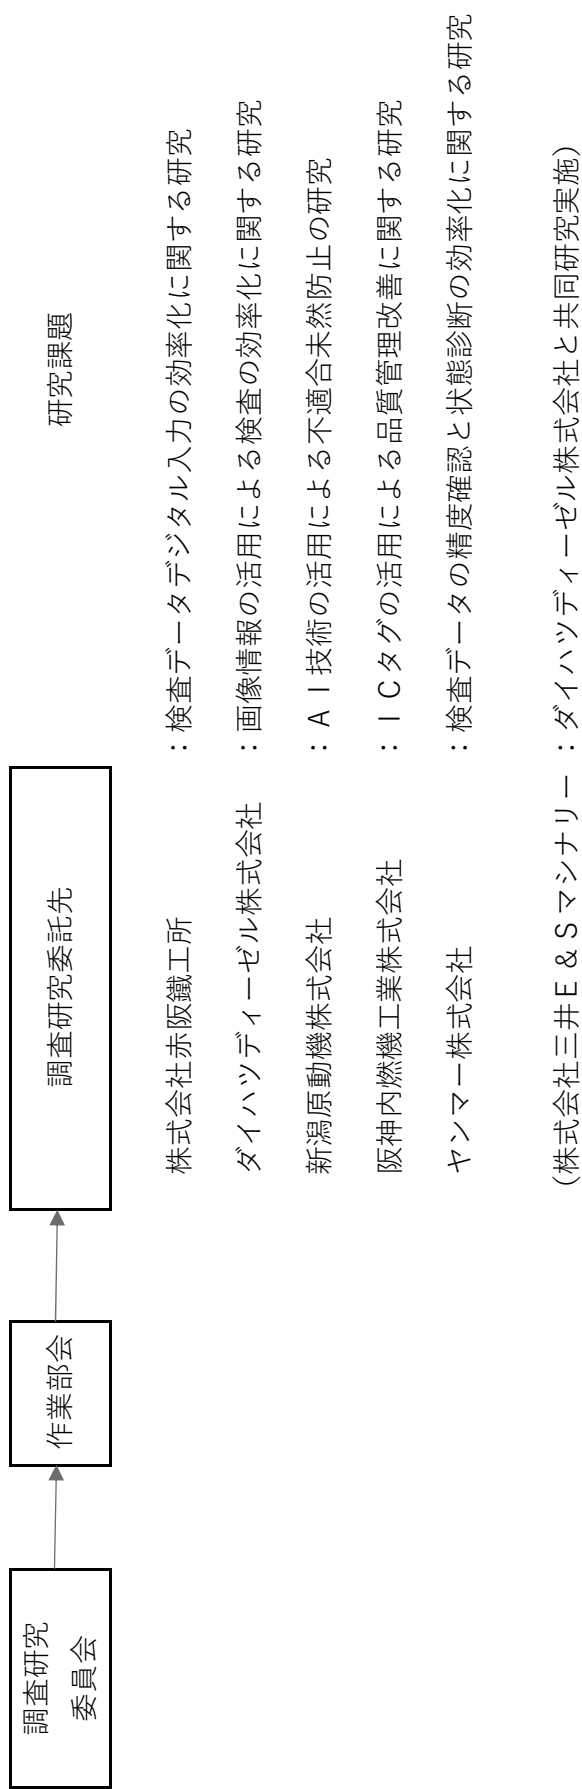 調査研究
委員会
作業部会
調査研究委託先
研究課題
株式会社赤阪鐵工所 ：検査データデジタル入力の効率化に関する研究
ダイハツディーゼル株式会社 ：画像情報の活用による検査の効率化に関する研究
新潟原動機株式会社 ：ＡＩ技術の活用による不適合未然防止の研究
阪神内燃機工業株式会社 ：ＩＣタグの活用による品質管理改善に関する研究
ヤンマー株式会社 ：検査データの精度確認と状態診断の効率化に関する研究
（株式会社三井Ｅ＆Ｓマシナリー ：ダイハツディーゼル株式会社と共同研究実施）